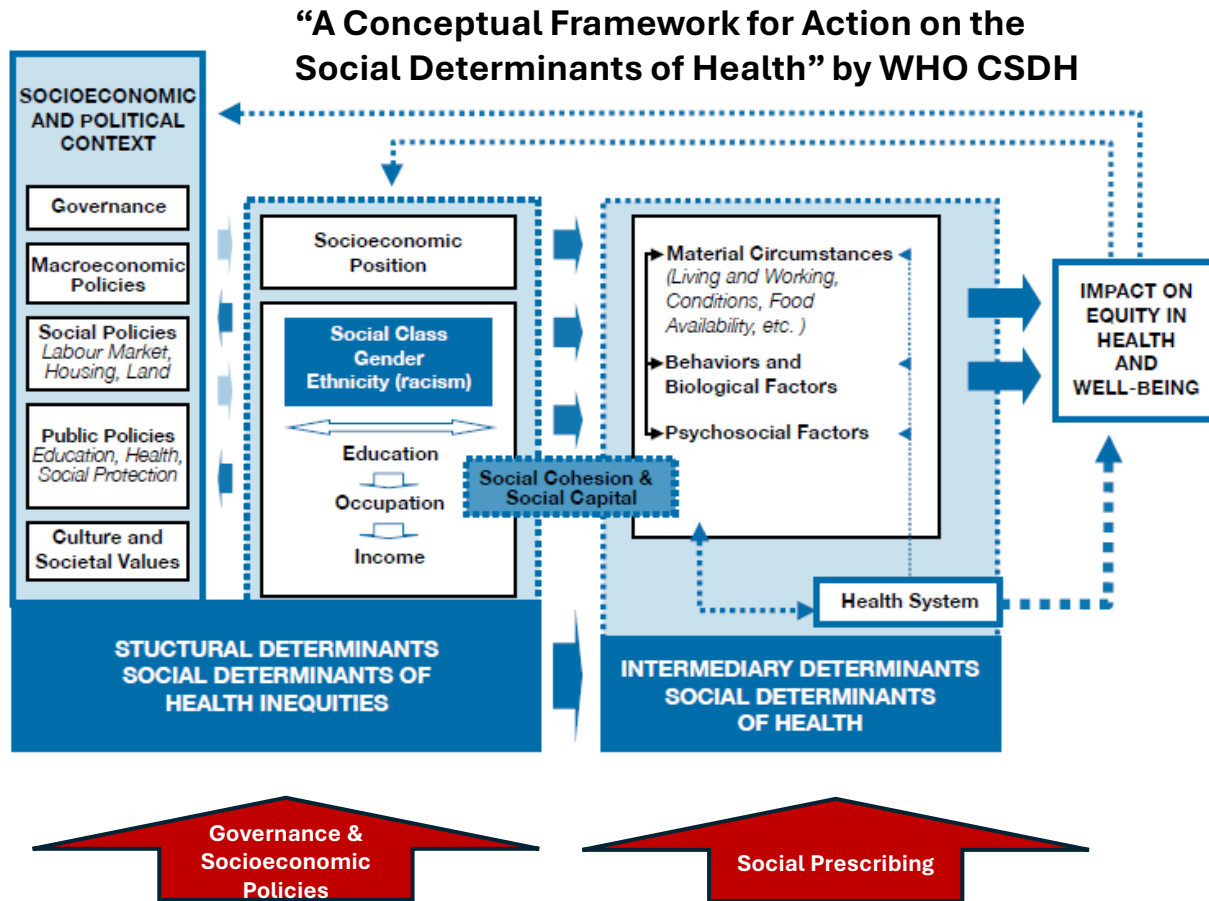 “A Conceptual Framework for Action on the
Social Determinants of Health” by WHO CSDH
SOCIOECONOMIC
AND POLITICAL
CONTEXT
Governance
Macroeconomic
Policies
Social Policies
Labour Market,
Housing, Land
Public Policies
Education, Health,
Social Protection
Culture and
Societal Values
Socioeconomic
Position
Social Class
Gender
Ethnicity (racism)
Education
Occupation
Income
Social Cohesion &
Social Capital
Material Circumstances
(Living and Working,
Conditions, Food
Availability, etc. )
Behaviors and
Biological Factors
Psychosocial Factors
Health System
IMPACT ON
EQUITY IN
HEALTH
AND
WELL-BEING
STUCTURAL DETERMINANTS
SOCIAL DETERMINANTS OF
HEALTH INEQUITIES
INTERMEDIARY DETERMINANTS
SOCIAL DETERMINANTS
OF HEALTH
Governance &
Socioeconomic
Policies
Social Prescribing